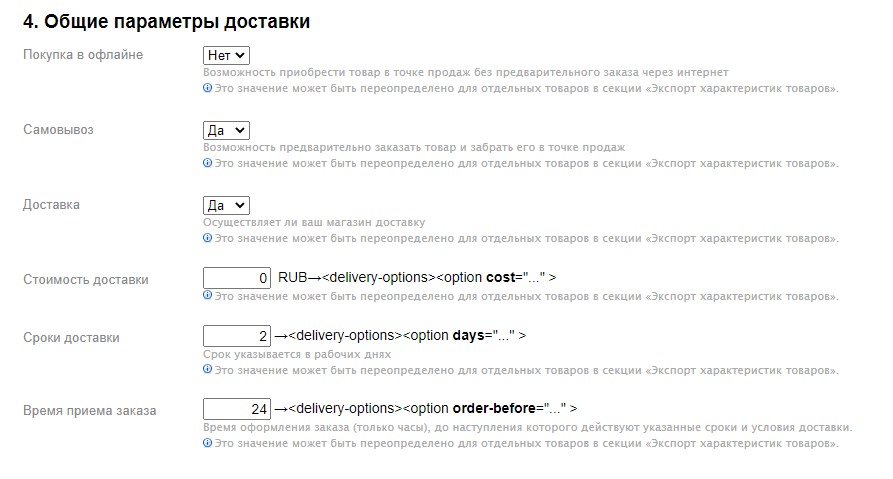 4. Общие параметры доставки
Покупка в офлайне
Нет
Возможность приобрести товар в точке продаж без предварительного заказа через интернет
Это значение может быть переопределено для отдельных товаров в секции «Экспорт характеристик товаров».
Самовывоз
Да
Возможность предварительно заказать товар и забрать его в точке продаж
Это значение может быть переопределено для отдельных товаров в секции «Экспорт характеристик товаров».
Доставка
Да
Осуществляет ли ваш магазин доставку
Это значение может быть переопределено для отдельных товаров в секции «Экспорт характеристик товаров».
Стоимость доставки
0 RUB→<delivery-options><option cost="..." >
Это значение может быть переопределено для отдельных товаров в секции «Экспорт характеристик товаров».
Сроки доставки
2 →<delivery-options><option days="..." >
Срок указывается в рабочих днях
Это значение может быть переопределено для отдельных товаров в секции «Экспорт характеристик товаров».
Время приема заказа
24 →<delivery-options><option order-before="..." >
Время оформления заказа (только часы), до наступления которого действуют указанные сроки и условия доставки.
Это значение может быть переопределено для отдельных товаров в секции «Экспорт характеристик товаров».